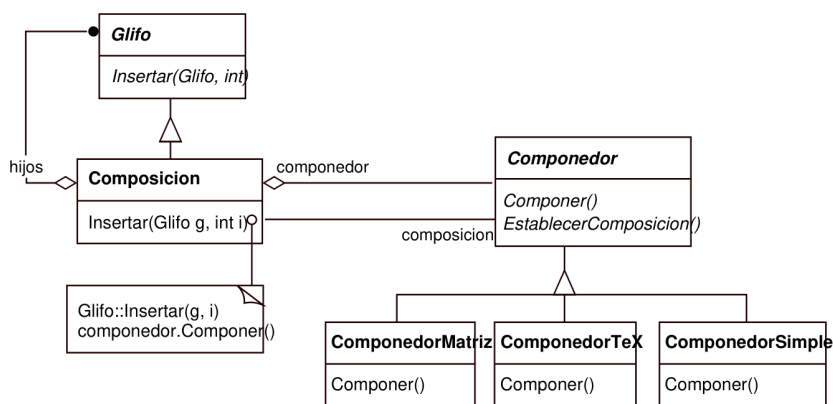 Glifo
Insertar(Glifo, int)
hijos
Composicion
Insertar(Glifo g, int i)
componedor
composicion
Componedor
Componer()
EstablecerComposicion()
Glifo::Insertar(g, i)
componedor.Componer()
ComponedorMatriz
Componer()
ComponedorTeX
Componer()
ComponedorSimple
Componer()